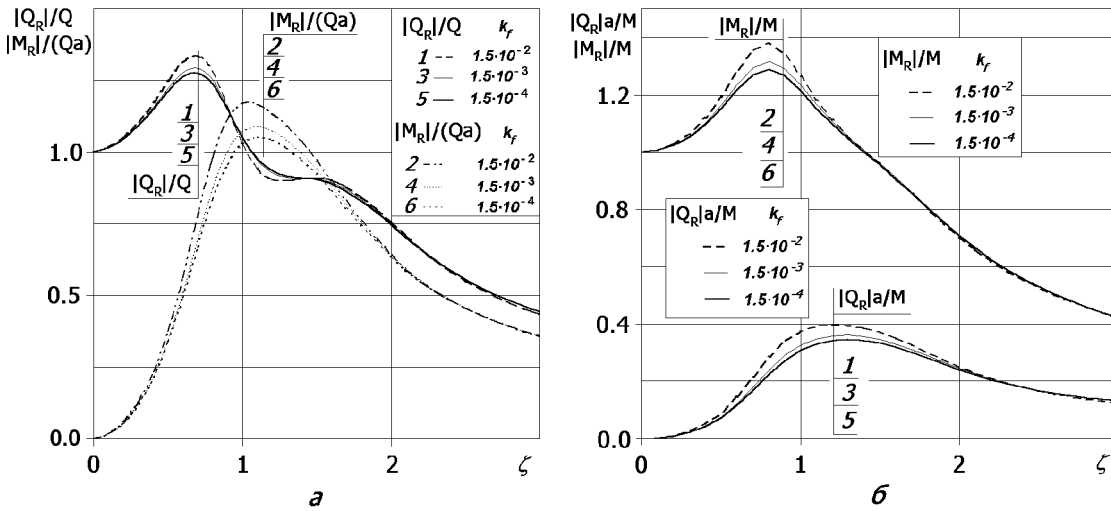 |Q_R|/Q
|M_R|/(Qa)
1.0
0.5
0.0
0
1
2
ζ
|M_R|/(Qa)
2
4
6
1
3
5
|Q_R|/Q
|Q_R|/Q k_f
1 1.5·10⁻²
3 1.5·10⁻³
5 1.5·10⁻⁴
|M_R|/(Qa) k_f
2 1.5·10⁻²
4 1.5·10⁻³
6 1.5·10⁻⁴
а
|Q_R|a/M
|M_R|/M
1.2
0.8
0.4
0.0
0
1
2
ζ
|M_R|/M
2
4
6
|M_R|/M k_f
1.5·10⁻²
1.5·10⁻³
1.5·10⁻⁴
|Q_R|a/M k_f
1.5·10⁻²
1.5·10⁻³
1.5·10⁻⁴
|Q_R|a/M
1
3
5
б